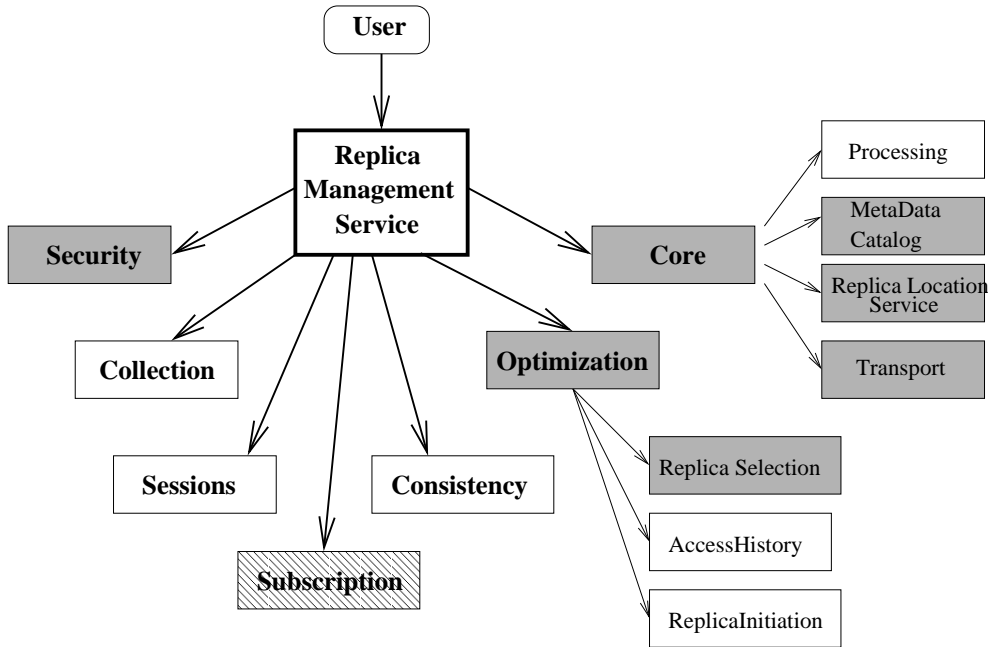 User
Replica
Management
Service
Security
Core
Processing
MetaData
Catalog
Replica Location
Service
Transport
Collection
Optimization
Sessions
Consistency
Replica Selection
Subscription
AccessHistory
ReplicaInitiation